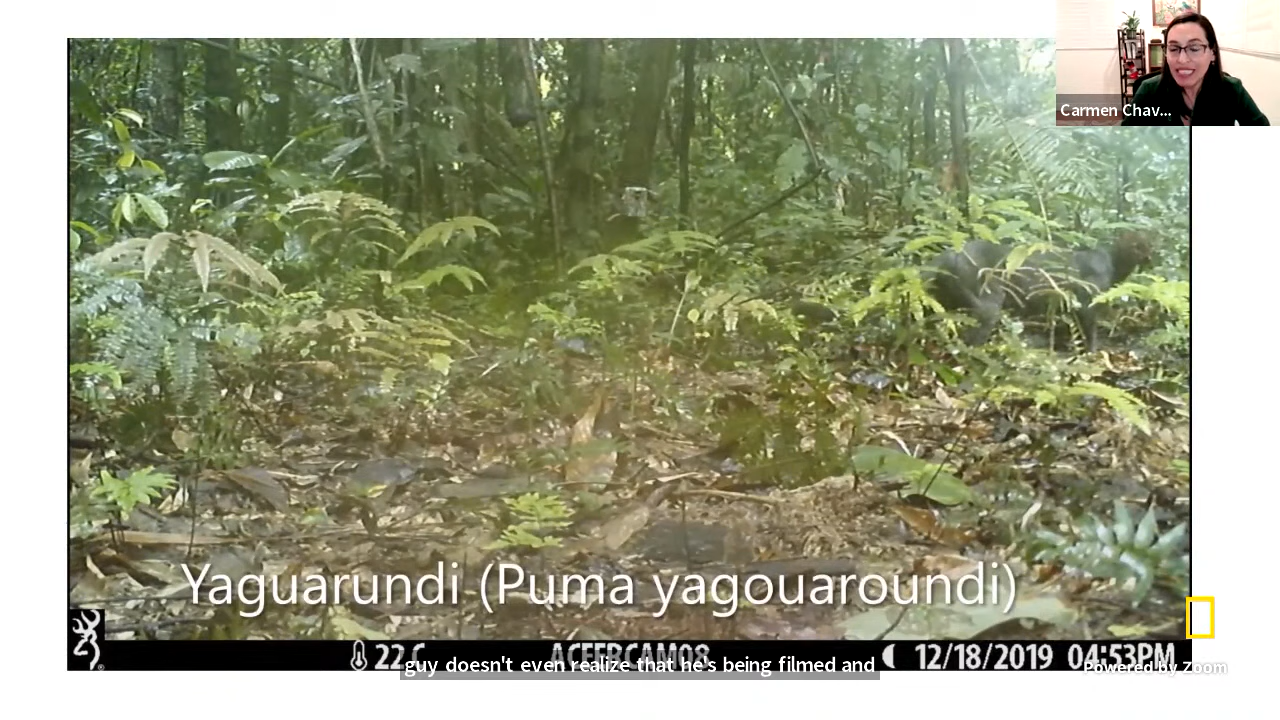 Carmen Chav...
Yaguarundi (Puma yagouaroundi)
22 C ACEERCAM08 12/18/2019 04:53PM
guy doesn't even realize that he's being filmed and
Powered by Zoom